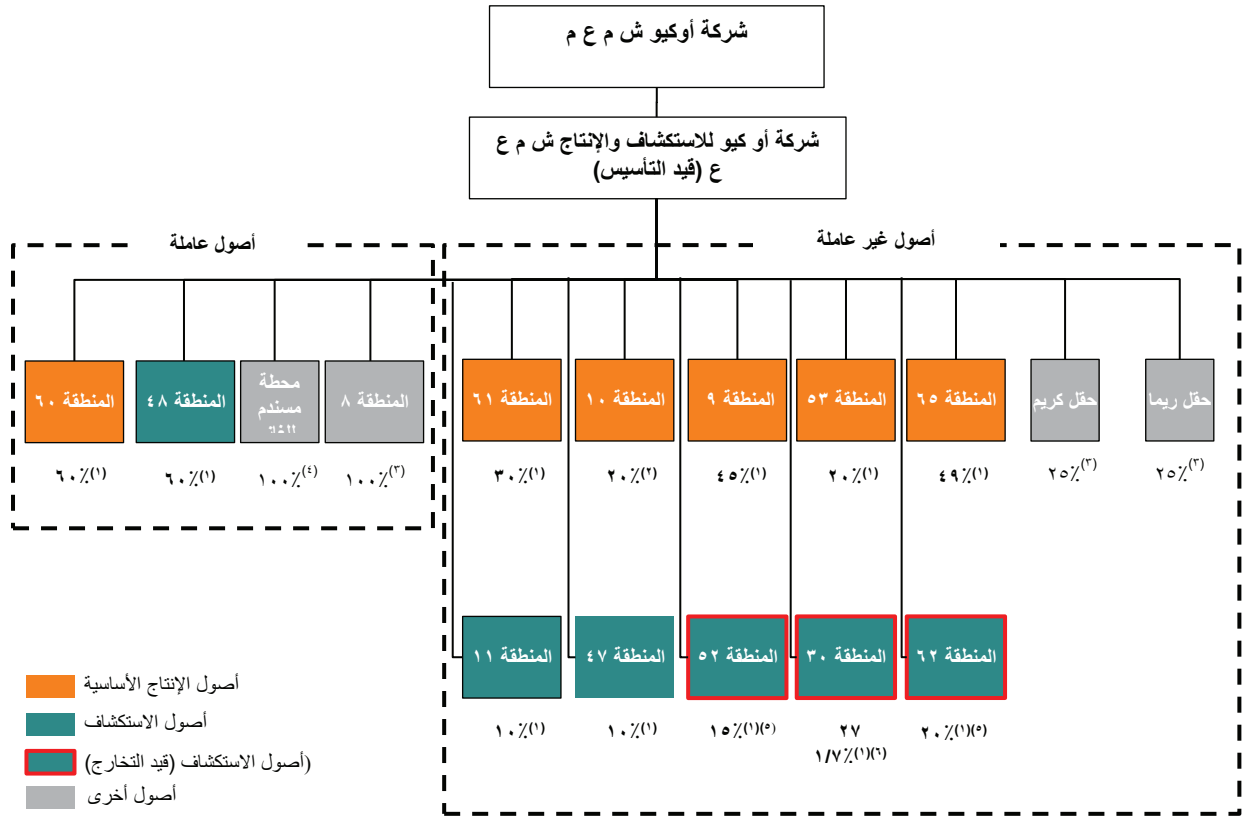 شركة أوكيو ش م ع م
شركة أو كيو للاستكشاف والإنتاج ش م ع
ع (قيد التأسيس)
أصول غير عاملة
أصول عاملة
حقل ريما
حقل كريم
المنطقة ٦٥
المنطقة ٥٣
المنطقة ٩
المنطقة ١٠
المنطقة ٦١
المنطقة ٨
محطة
مسندم
المنطقة ٤٨
المنطقة ٦٠
٢٥٪(٣)
٢٥٪(٣)
٤٩٪(١)
٢٠٪(١)
٤٥٪(١)
٢٠٪(٢)
٣٠٪(١)
١٠٠٪(٣)
١٠٠٪(٤)
٦٠٪(١)
٦٠٪(١)
المنطقة ٦٢
المنطقة ٣٠
المنطقة ٥٢
المنطقة ٤٧
المنطقة ١١
٢٠٪(١)(٥)
٢٧
١/٧٪(١)(٦)
١٥٪(١)(٥)
١٠٪(١)
١٠٪(١)
أصول الإنتاج الأساسية
أصول الاستكشاف
(أصول الاستكشاف (قيد التخارج
أصول أخرى